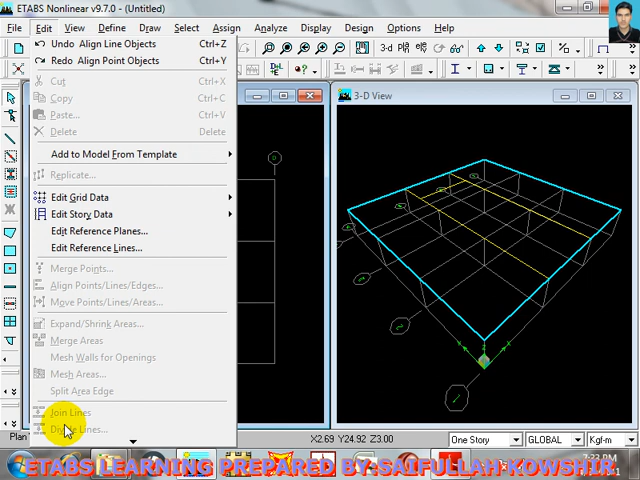 ETABS Nonlinear v9.7.0 - (Untitled)
File Edit View Define Draw Select Assign Analyze Display Design Options Help
Undo Align Line Objects Ctrl+Z
Redo Align Point Objects Ctrl+Y
Cut Ctrl+X
Copy Ctrl+C
Paste... Ctrl+V
Delete Delete
Add to Model From Template
Replicate...
Edit Grid Data
Edit Story Data
Edit Reference Planes...
Edit Reference Lines...
Merge Points...
Align Points/Lines/Edges...
Move Points/Lines/Areas...
Expand/Shrink Areas...
Merge Areas
Mesh Walls for Openings
Mesh Areas...
Split Area Edge
Join Lines
Divide Lines...
3-d
3-D View
D
Plan
X2.69 Y24.92 Z3.00
One Story
GLOBAL
Kgf-m
ETABS LEARNING PREPARED BY SAIFULLAH KOWSHIR